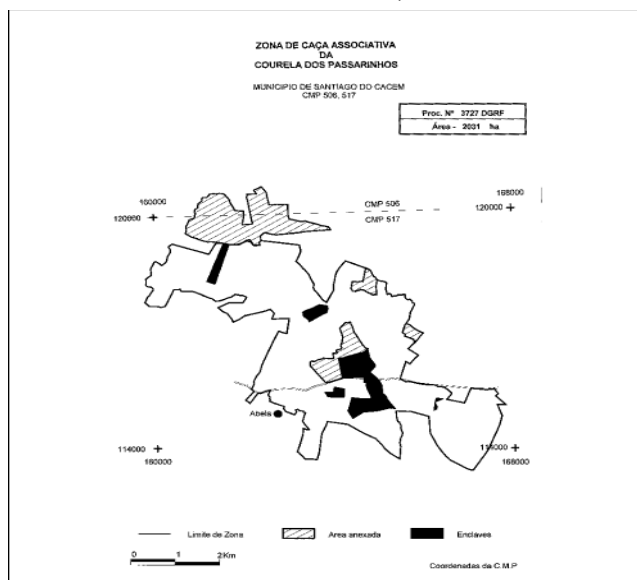 ZONA DE CAÇA ASSOCIATIVA
DA
COURELA DOS PASSARINHOS
MUNICIPIO DE SANTIAGO DO CACEM
CMP 506, 517
Proc. Nº 3727 DGRF
Área - 2031 ha
160000
168000
120000
CMP 506
120000
CMP 517
Abela
114000
114000
160000
168000
Limite de Zona
Area anexada
Enclaves
0 1 2 Km
Coordenadas da C.M.P